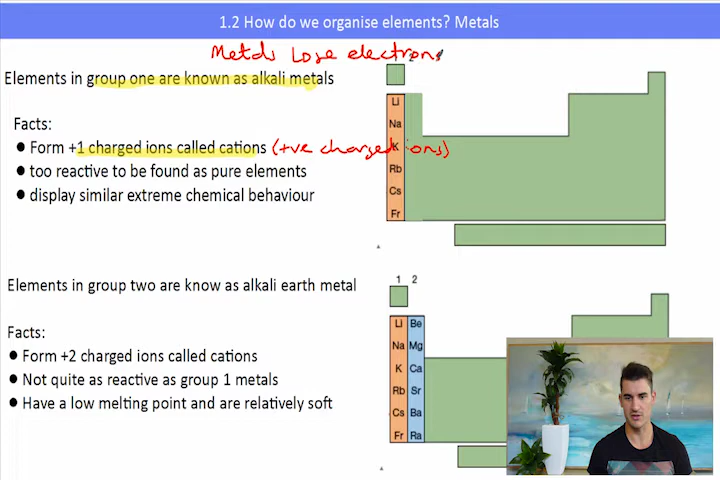 1.2 How do we organise elements? Metals
Metals Lose electrons
Elements in group one are known as alkali metals
Facts:
● Form +1 charged ions called cations (+ve charged ions)
● too reactive to be found as pure elements
● display similar extreme chemical behaviour
2
Li
Na
K
Rb
Cs
Fr
Elements in group two are know as alkali earth metal
Facts:
● Form +2 charged ions called cations
● Not quite as reactive as group 1 metals
● Have a low melting point and are relatively soft
1 2
Li Be
Na Mg
K Ca
Rb Sr
Cs Ba
Fr Ra